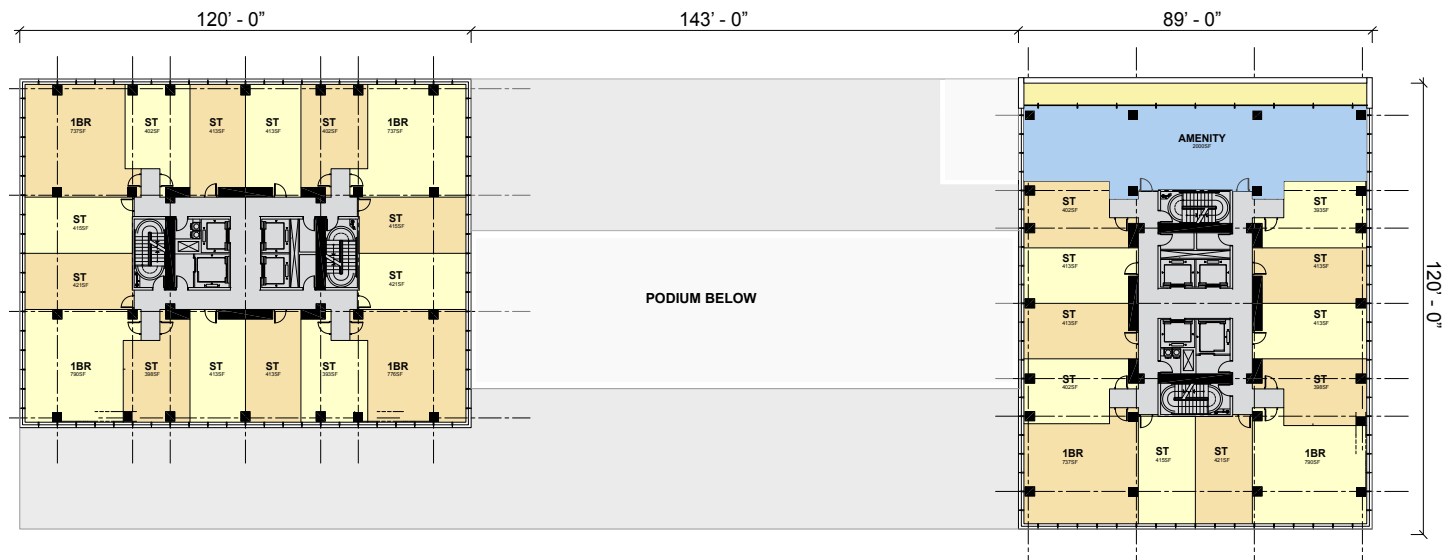 120' - 0”
143' - 0”
89' - 0”
1BR
737SF
ST
402SF
ST
413SF
ST
413SF
ST
402SF
1BR
737SF
ST
415SF
ST
415SF
ST
421SF
ST
421SF
1BR
790SF
ST
398SF
ST
413SF
ST
413SF
ST
393SF
1BR
776SF
PODIUM BELOW
AMENITY
2000SF
ST
402SF
ST
393SF
ST
413SF
ST
413SF
ST
413SF
ST
413SF
ST
402SF
ST
398SF
1BR
737SF
ST
415SF
ST
421SF
1BR
790SF
120' - 0”